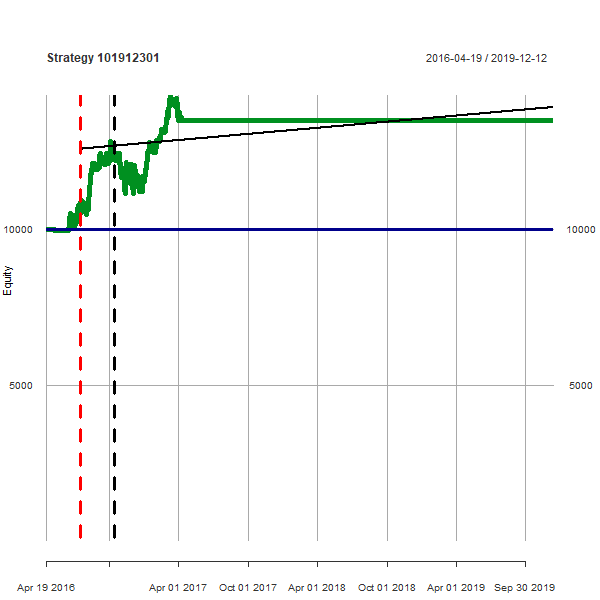 Strategy 101912301 2016-04-19 / 2019-12-12
10000 10000
Equity
5000 5000
Apr 19 2016 Apr 01 2017 Oct 01 2017 Apr 01 2018 Oct 01 2018 Apr 01 2019 Sep 30 2019